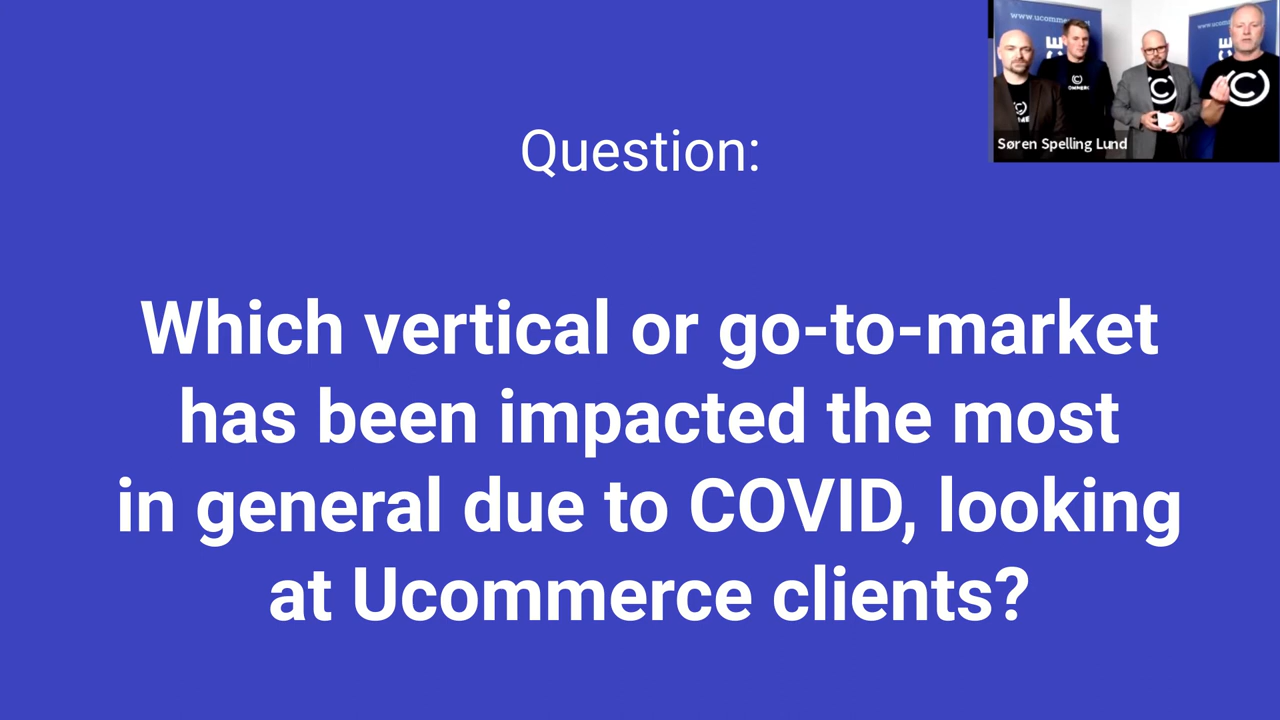 Question:
Which vertical or go-to-market
has been impacted the most
in general due to COVID, looking
at Ucommerce clients?
Søren Spelling Lund